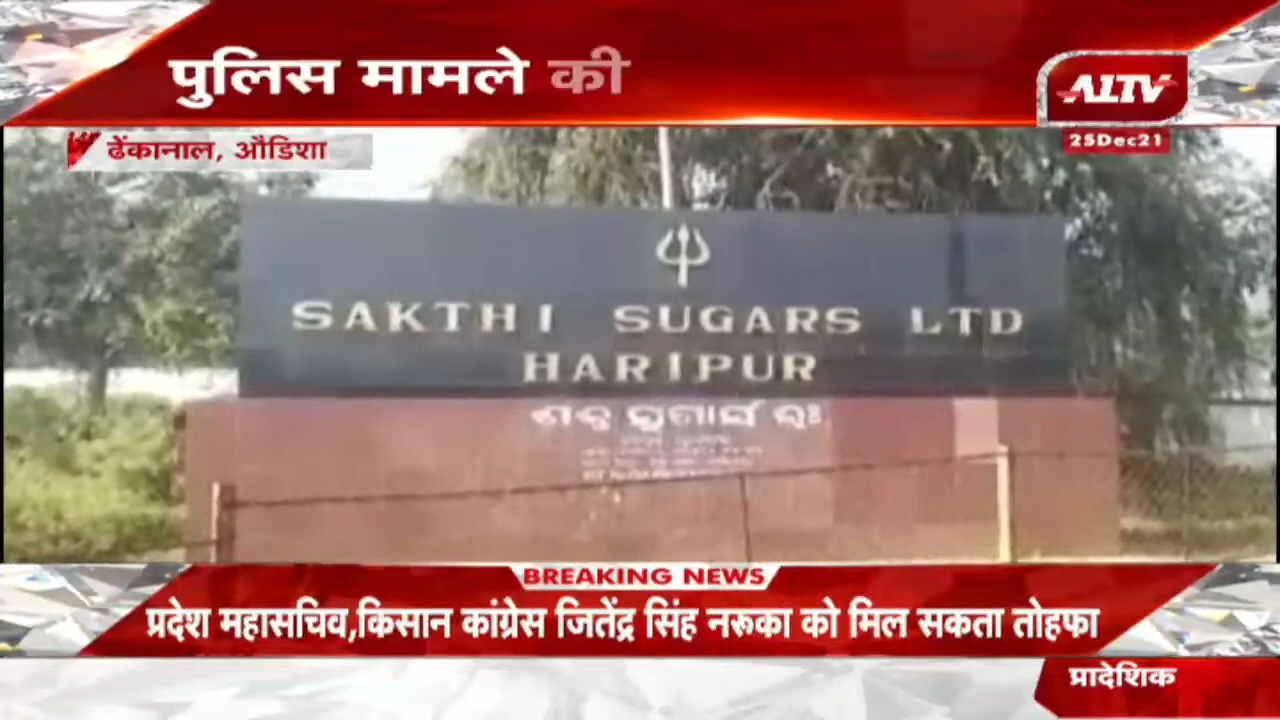 पुलिस मामले की
ALTV
25Dec21
ढेंकानाल, औडिशा
SAKTHI SUGARS LTD
HARIPUR
BREAKING NEWS
प्रदेश महासचिव,किसान कांग्रेस जितेंद्र सिंह नरूका को मिल सकता तोहफा
प्रादेशिक